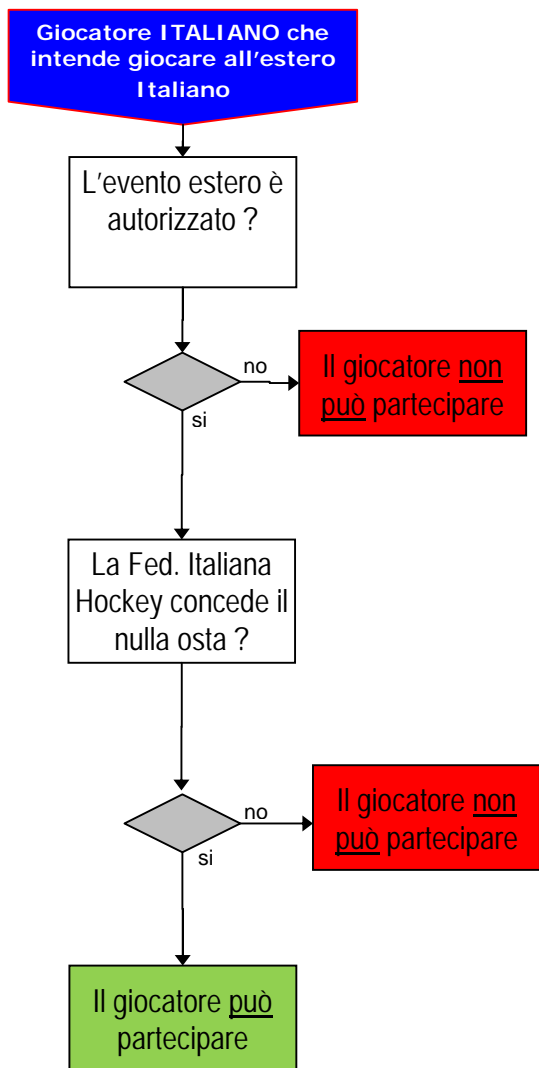 Giocatore ITALIANO che
intende giocare all'estero
Italiano
L'evento estero è
autorizzato ?
no
Il giocatore non
può partecipare
si
La Fed. Italiana
Hockey concede il
nulla osta ?
no
Il giocatore non
può partecipare
si
Il giocatore può
partecipare